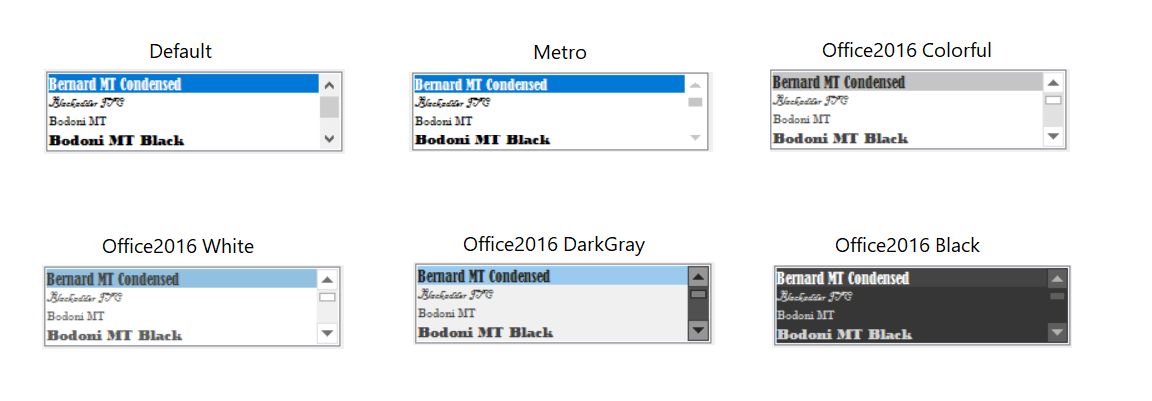 Default
Metro
Office2016 Colorful
Bernard MT Condensed
Blackadder ITC
Bodoni MT
Bodoni MT Black
Bernard MT Condensed
Blackadder ITC
Bodoni MT
Bodoni MT Black
Bernard MT Condensed
Blackadder ITC
Bodoni MT
Bodoni MT Black
Office2016 White
Office2016 DarkGray
Office2016 Black
Bernard MT Condensed
Blackadder ITC
Bodoni MT
Bodoni MT Black
Bernard MT Condensed
Blackadder ITC
Bodoni MT
Bodoni MT Black
Bernard MT Condensed
Blackadder ITC
Bodoni MT
Bodoni MT Black